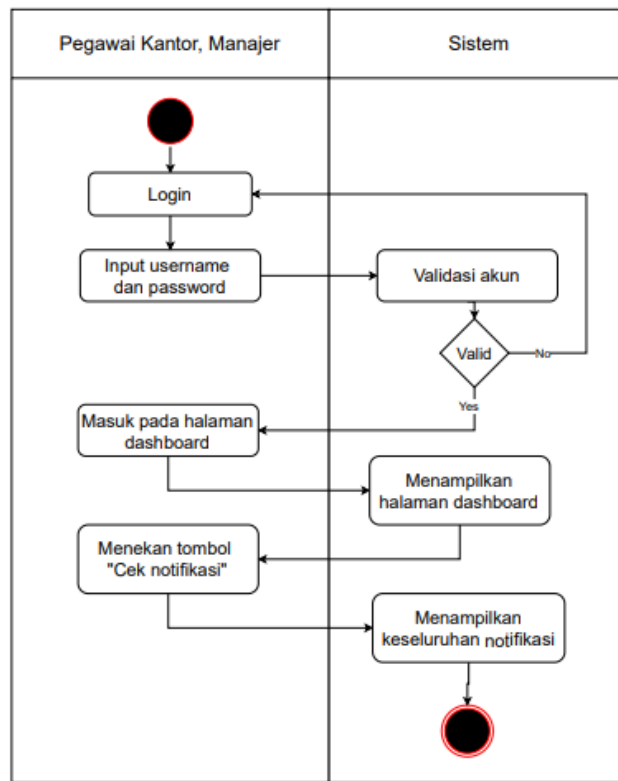 Pegawai Kantor, Manajer
Sistem
Login
Input username
dan password
Validasi akun
Valid
No
Yes
Masuk pada halaman
dashboard
Menampilkan
halaman dashboard
Menekan tombol
"Cek notifikasi"
Menampilkan
keseluruhan notifikasi